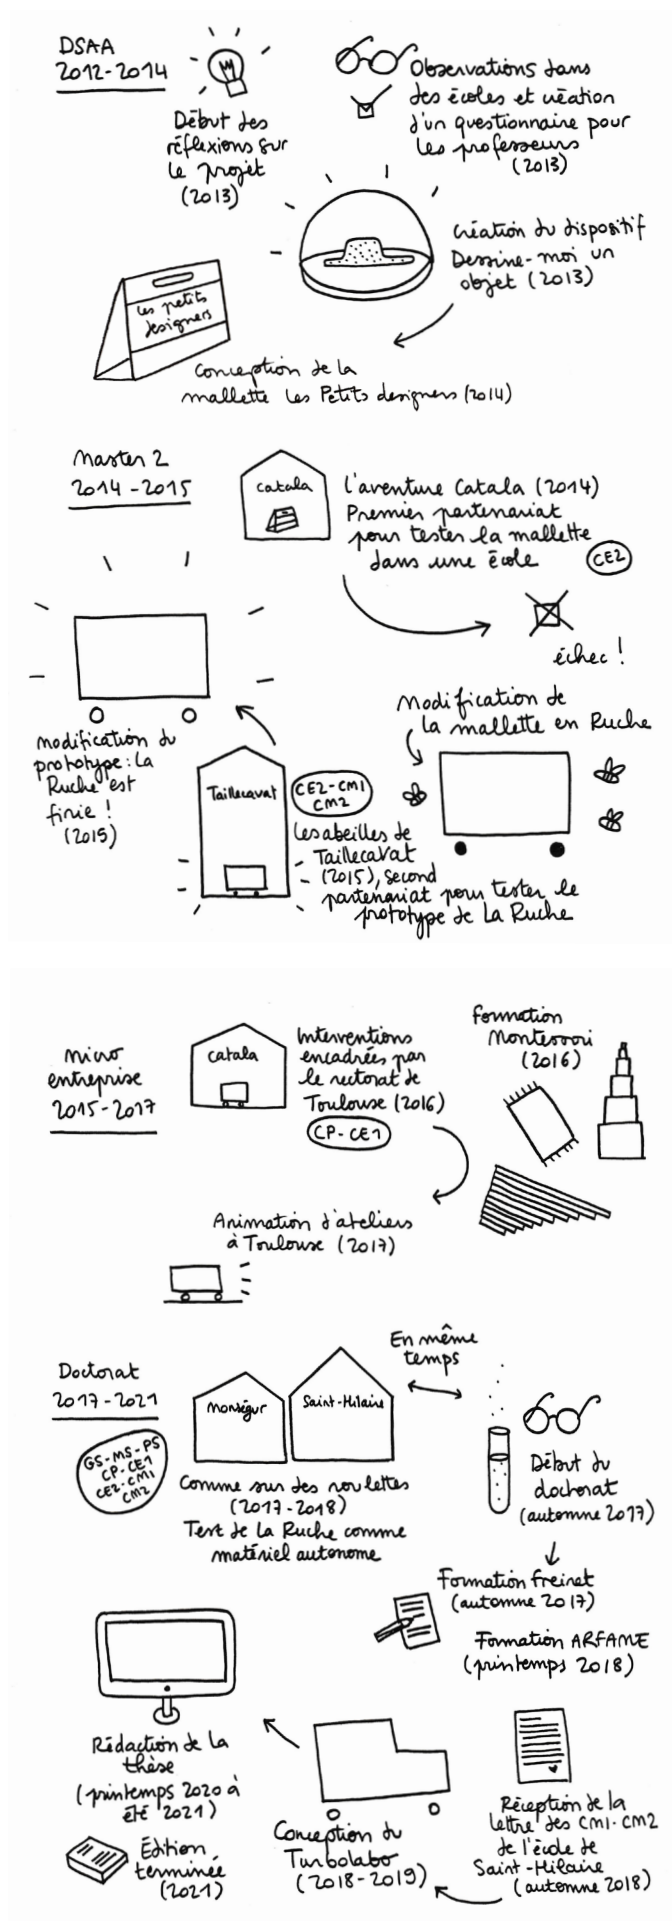 DSAA
2012-2014
Début des
réflexions sur
le projet
(2013)
Observations dans
des écoles et création
d'un questionnaire pour
les professeurs
(2013)
Création du dispositif
Dessine-moi un
objet (2013)
Les petits
designers
Conception de la
mallette Les Petits designers (2014)
Master 2
2014-2015
Catala
L'aventure Catala (2014)
Premier partenariat
pour tester la mallette
dans une école
CE2
échec !
Modification de
la mallette en Ruche
Taillecavat
CE2-CM1
CM2
Les abeilles de
Taillecavat
(2015), second
partenariat pour tester le
prototype de La Ruche
modification du
prototype : La
Ruche est
finie !
(2015)
micro
entreprise
2015-2017
Catala
Interventions
encadrées par
le rectorat de
Toulouse (2016)
CP-CE1
Formation
Montessori
(2016)
Animation d'ateliers
à Toulouse (2017)
Doctorat
2017-2021
GS-MS-PS
CP-CE1
CE2-CM1
CM2
Monségur
Saint-Hilaire
Comme sur des roulettes
(2017-2018)
Test de La Ruche comme
matériel autonome
En même
temps
Début du
doctorat
(automne 2017)
Formation Freinet
(automne 2017)
Formation ARFAME
(printemps 2018)
Réception de la
lettre des CM1-CM2
de l'école de
Saint-Hilaire
(automne 2018)
Conception du
Turbolabo
(2018-2019)
Rédaction de la
thèse
(printemps 2020 à
été 2021)
Édition
terminée
(2021)